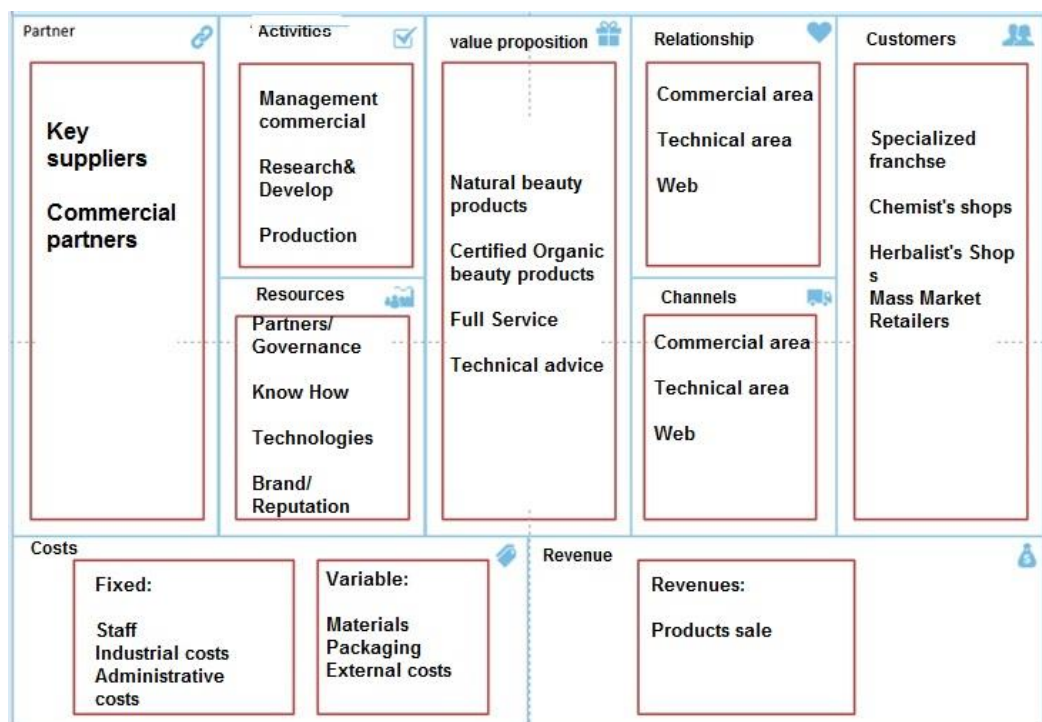 Partner
Key
suppliers
Commercial
partners
Activities
Management
commercial
Research&
Develop
Production
Resources
Partners/
Governance
Know How
Technologies
Brand/
Reputation
value proposition
Natural beauty
products
Certified Organic
beauty products
Full Service
Technical advice
Relationship
Commercial area
Technical area
Web
Channels
Commercial area
Technical area
Web
Customers
Specialized
franchse
Chemist's shops
Herbalist's Shop
s
Mass Market
Retailers
Costs
Fixed:
Staff
Industrial costs
Administrative
costs
Variable:
Materials
Packaging
External costs
Revenue
Revenues:
Products sale